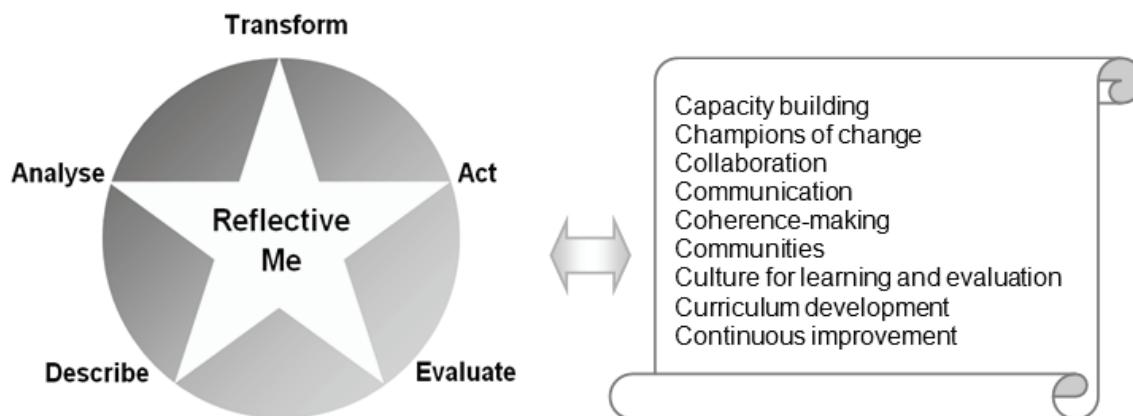 Transform
Analyse
Act
Reflective
Me
Describe
Evaluate
Capacity building
Champions of change
Collaboration
Communication
Coherence-making
Communities
Culture for learning and evaluation
Curriculum development
Continuous improvement